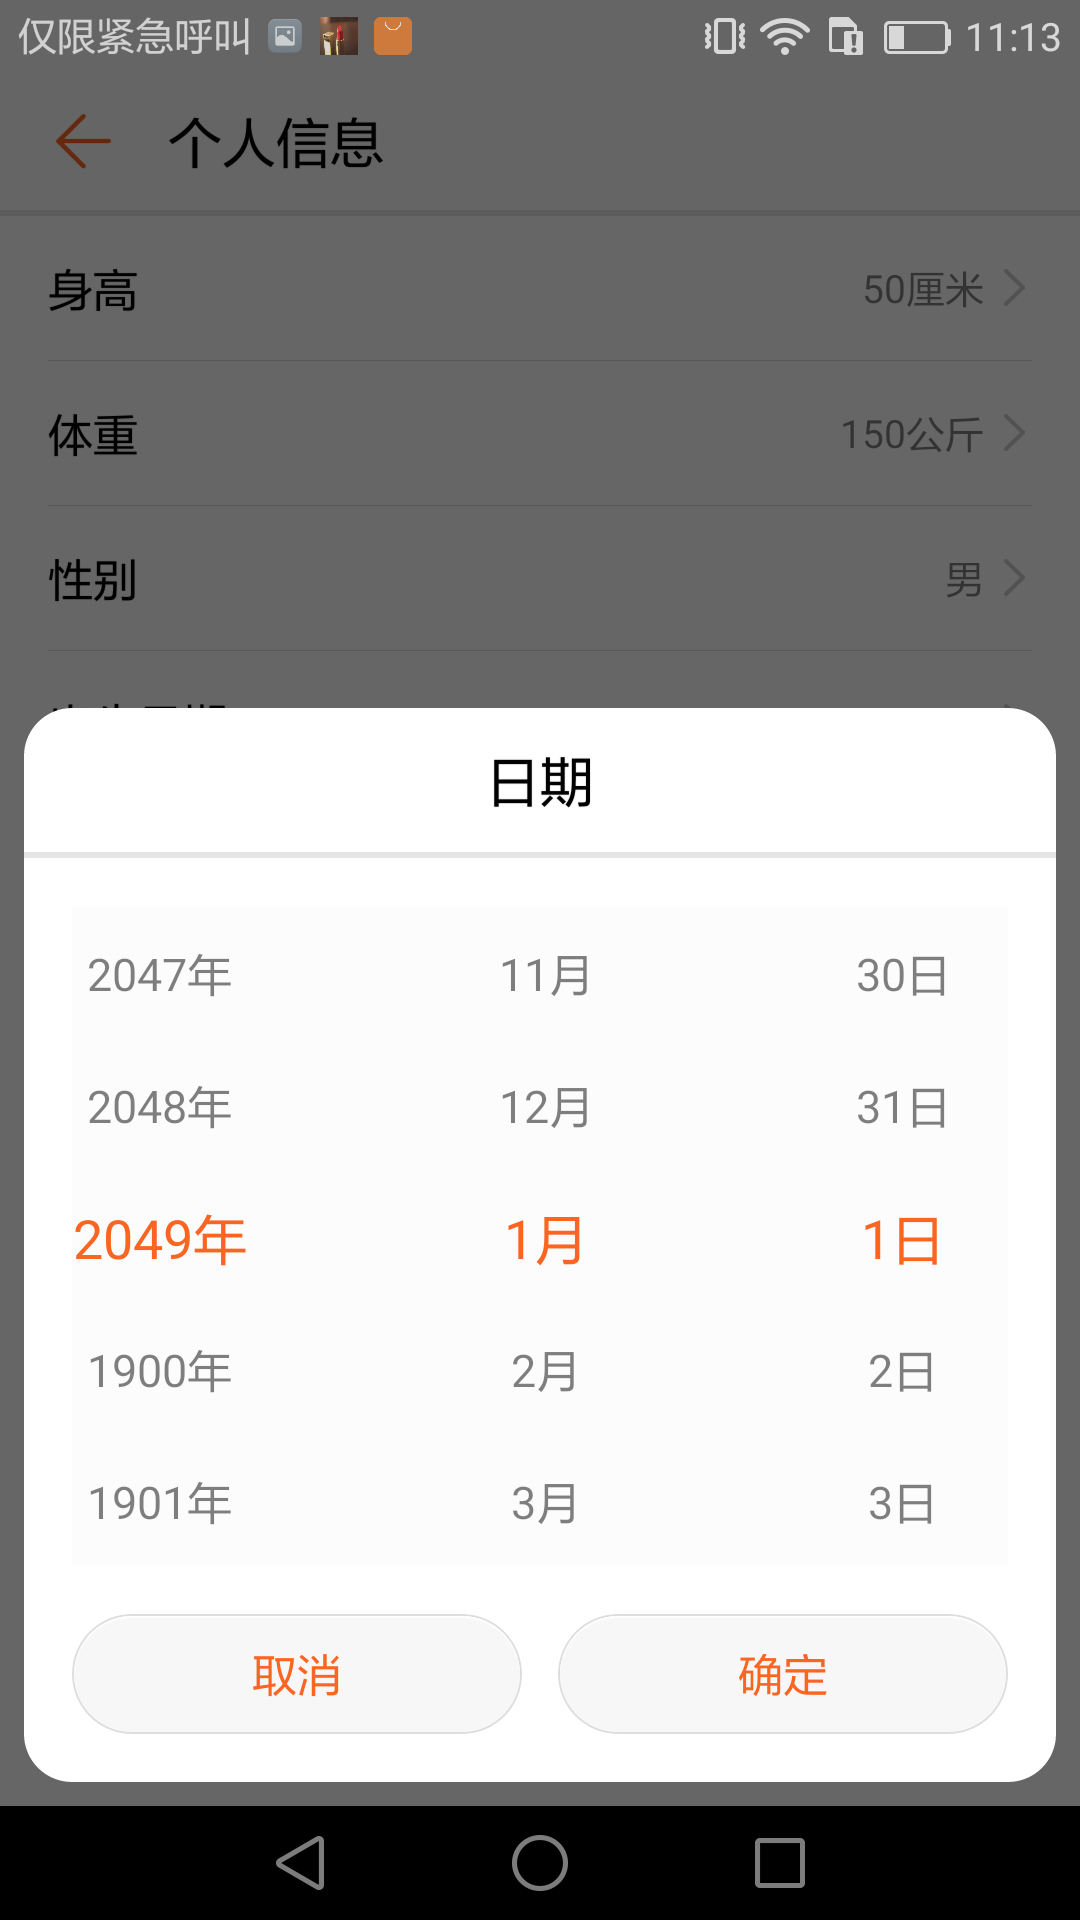 仅限紧急呼叫 11:13
个人信息
身高 50厘米
体重 150公斤
性别 男
日期
2047年 11月 30日
2048年 12月 31日
2049年 1月 1日
1900年 2月 2日
1901年 3月 3日
取消 确定